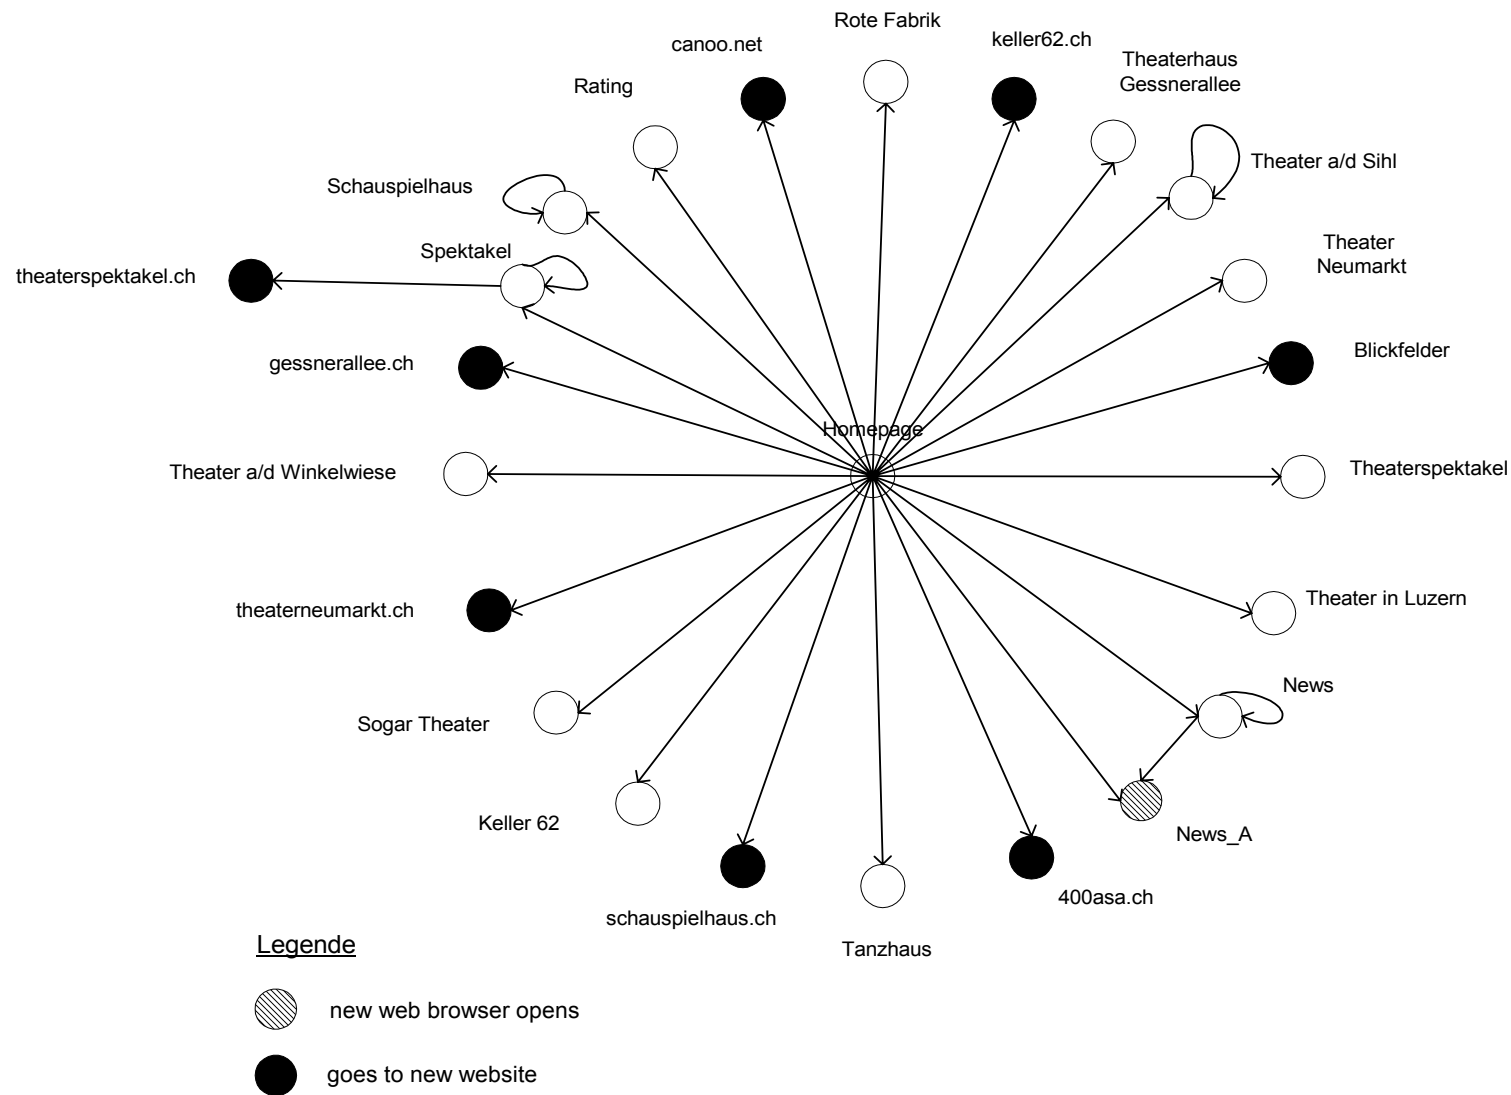 Rote Fabrik
keller62.ch
canoo.net
Theaterhaus
Gessnerallee
Rating
Theater a/d Sihl
Schauspielhaus
Theater
Neumarkt
Spektakel
theaterspektakel.ch
Blickfelder
gessnerallee.ch
Homepage
Theaterspektakel
Theater a/d Winkelwiese
Theater in Luzern
theaterneumarkt.ch
News
Sogar Theater
Keller 62
News_A
400asa.ch
schauspielhaus.ch
Tanzhaus
Legende
new web browser opens
goes to new website